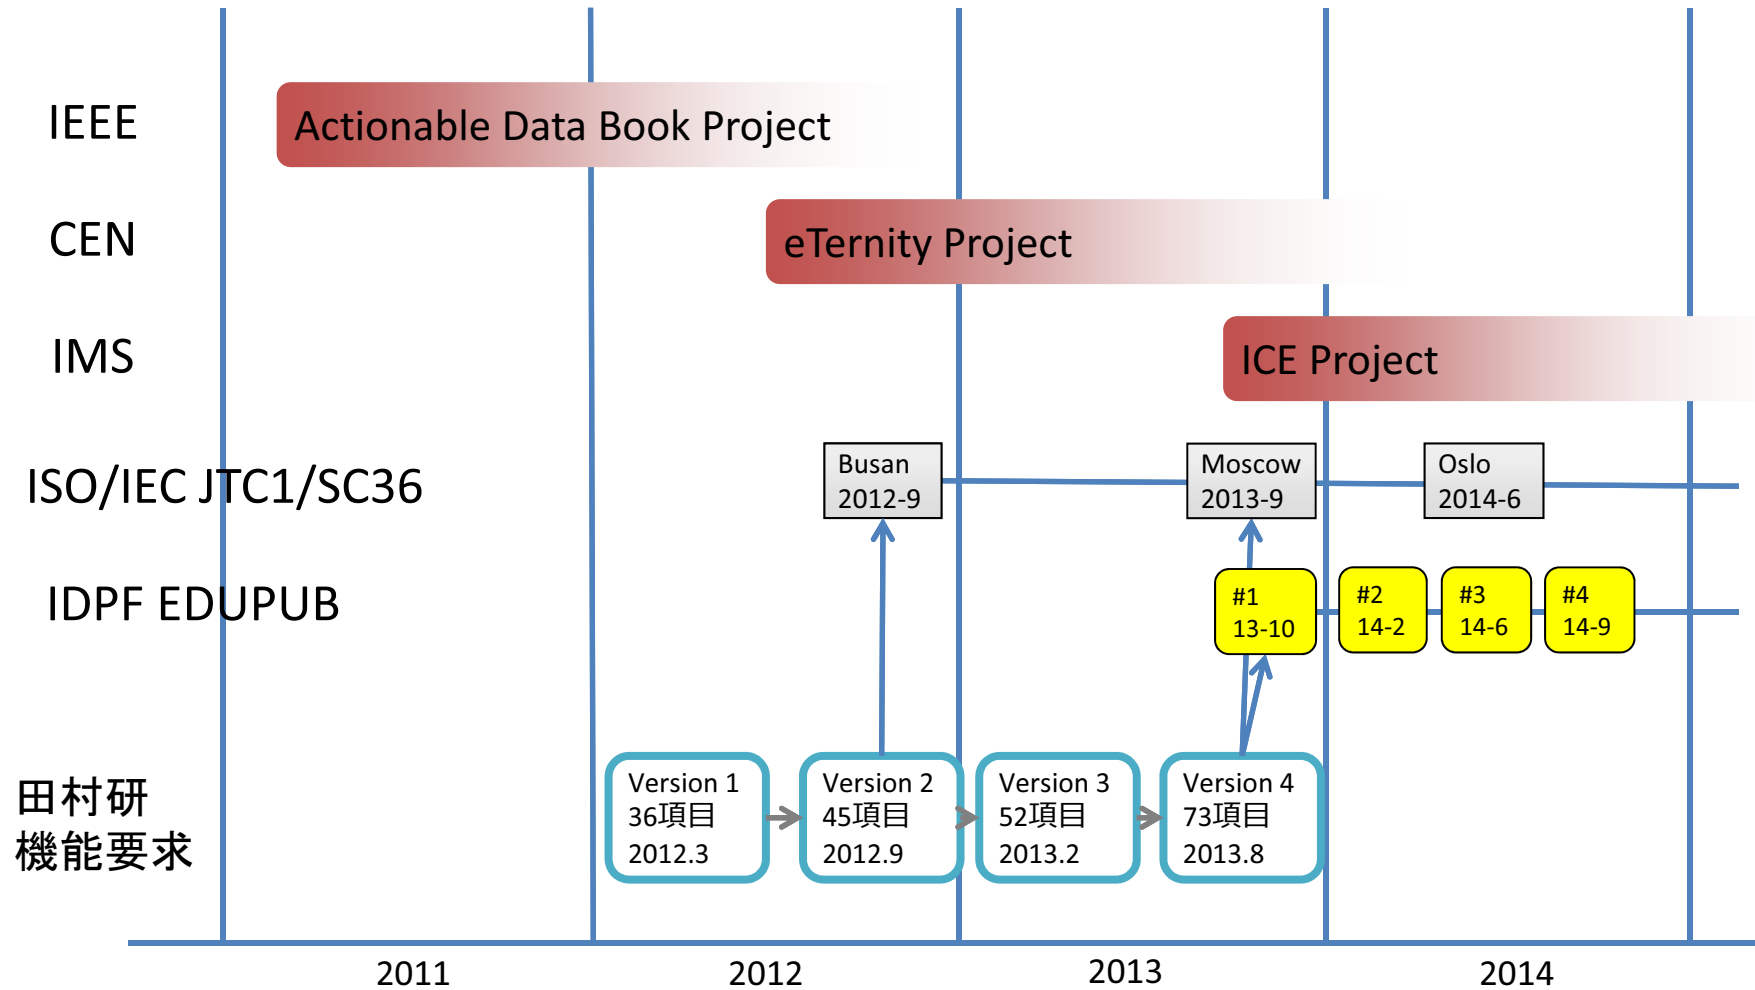 IEEE
Actionable Data Book Project
CEN
eTernity Project
IMS
ICE Project
ISO/IEC JTC1/SC36
Busan
2012-9
Moscow
2013-9
Oslo
2014-6
IDPF EDUPUB
#1
13-10
#2
14-2
#3
14-6
#4
14-9
田村研
機能要求
Version 1
36項目
2012.3
Version 2
45項目
2012.9
Version 3
52項目
2013.2
Version 4
73項目
2013.8
2011
2012
2013
2014